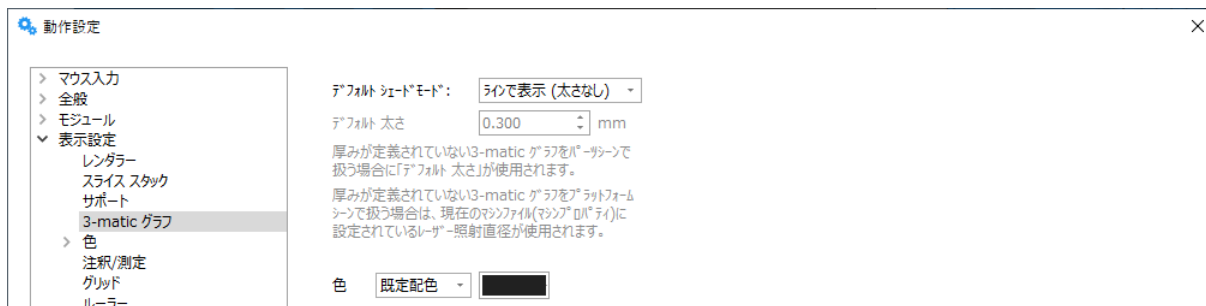 動作設定
マウス入力
全般
モジュール
表示設定
レンダラー
スライス スタック
サポート
3-matic グラフ
色
注釈/測定
グリッド
ルーラー
ﾃﾞﾌｫﾙﾄ ｼｪｰﾄﾞﾓｰﾄﾞ: ﾗｲﾝで表示 (太さなし)
ﾃﾞﾌｫﾙﾄ 太さ 0.300 mm
厚みが定義されていない3-matic ｸﾞﾗﾌをﾊﾟｰﾂｼｰﾝで
扱う場合に｢ﾃﾞﾌｫﾙﾄ 太さ｣が使用されます。
厚みが定義されていない3-matic ｸﾞﾗﾌをﾌﾟﾗｯﾄﾌｫｰﾑ
ｼｰﾝで扱う場合は、現在のﾏｼﾝﾌｧｲﾙ(ﾏｼﾝﾌﾟﾛﾊﾟﾃｨ)に
設定されているﾚｰｻﾞｰ照射直径が使用されます。
色 既定配色